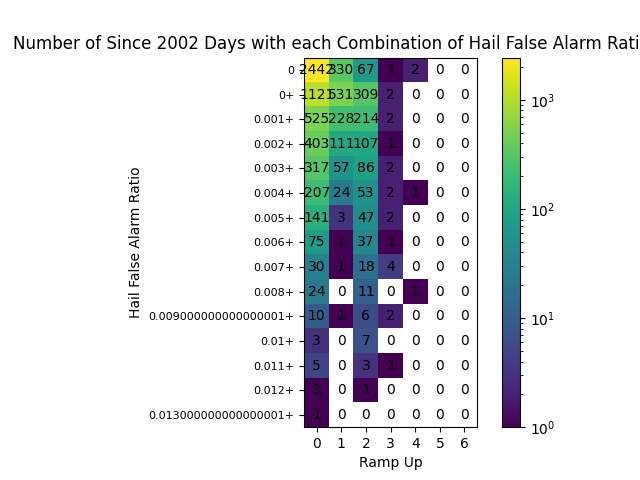 Number of Since 2002 Days with each Combination of Hail False Alarm Rati
0 2442 330 67 1 2 0 0
0+ 1121 531 309 2 0 0 0
0.001+ 525 228 214 2 0 0 0
0.002+ 403 111 107 1 0 0 0
0.003+ 317 57 86 2 0 0 0
0.004+ 207 24 53 2 1 0 0
0.005+ 141 3 47 2 0 0 0
0.006+ 75 1 37 1 0 0 0
0.007+ 30 1 18 4 0 0 0
0.008+ 24 0 11 0 1 0 0
0.009000000000000001+ 10 1 6 2 0 0 0
0.01+ 3 0 7 0 0 0 0
0.011+ 5 0 3 1 0 0 0
0.012+ 1 0 1 0 0 0 0
0.013000000000000001+ 1 0 0 0 0 0 0
0 1 2 3 4 5 6
Ramp Up
Hail False Alarm Ratio
10³
10²
10¹
10⁰